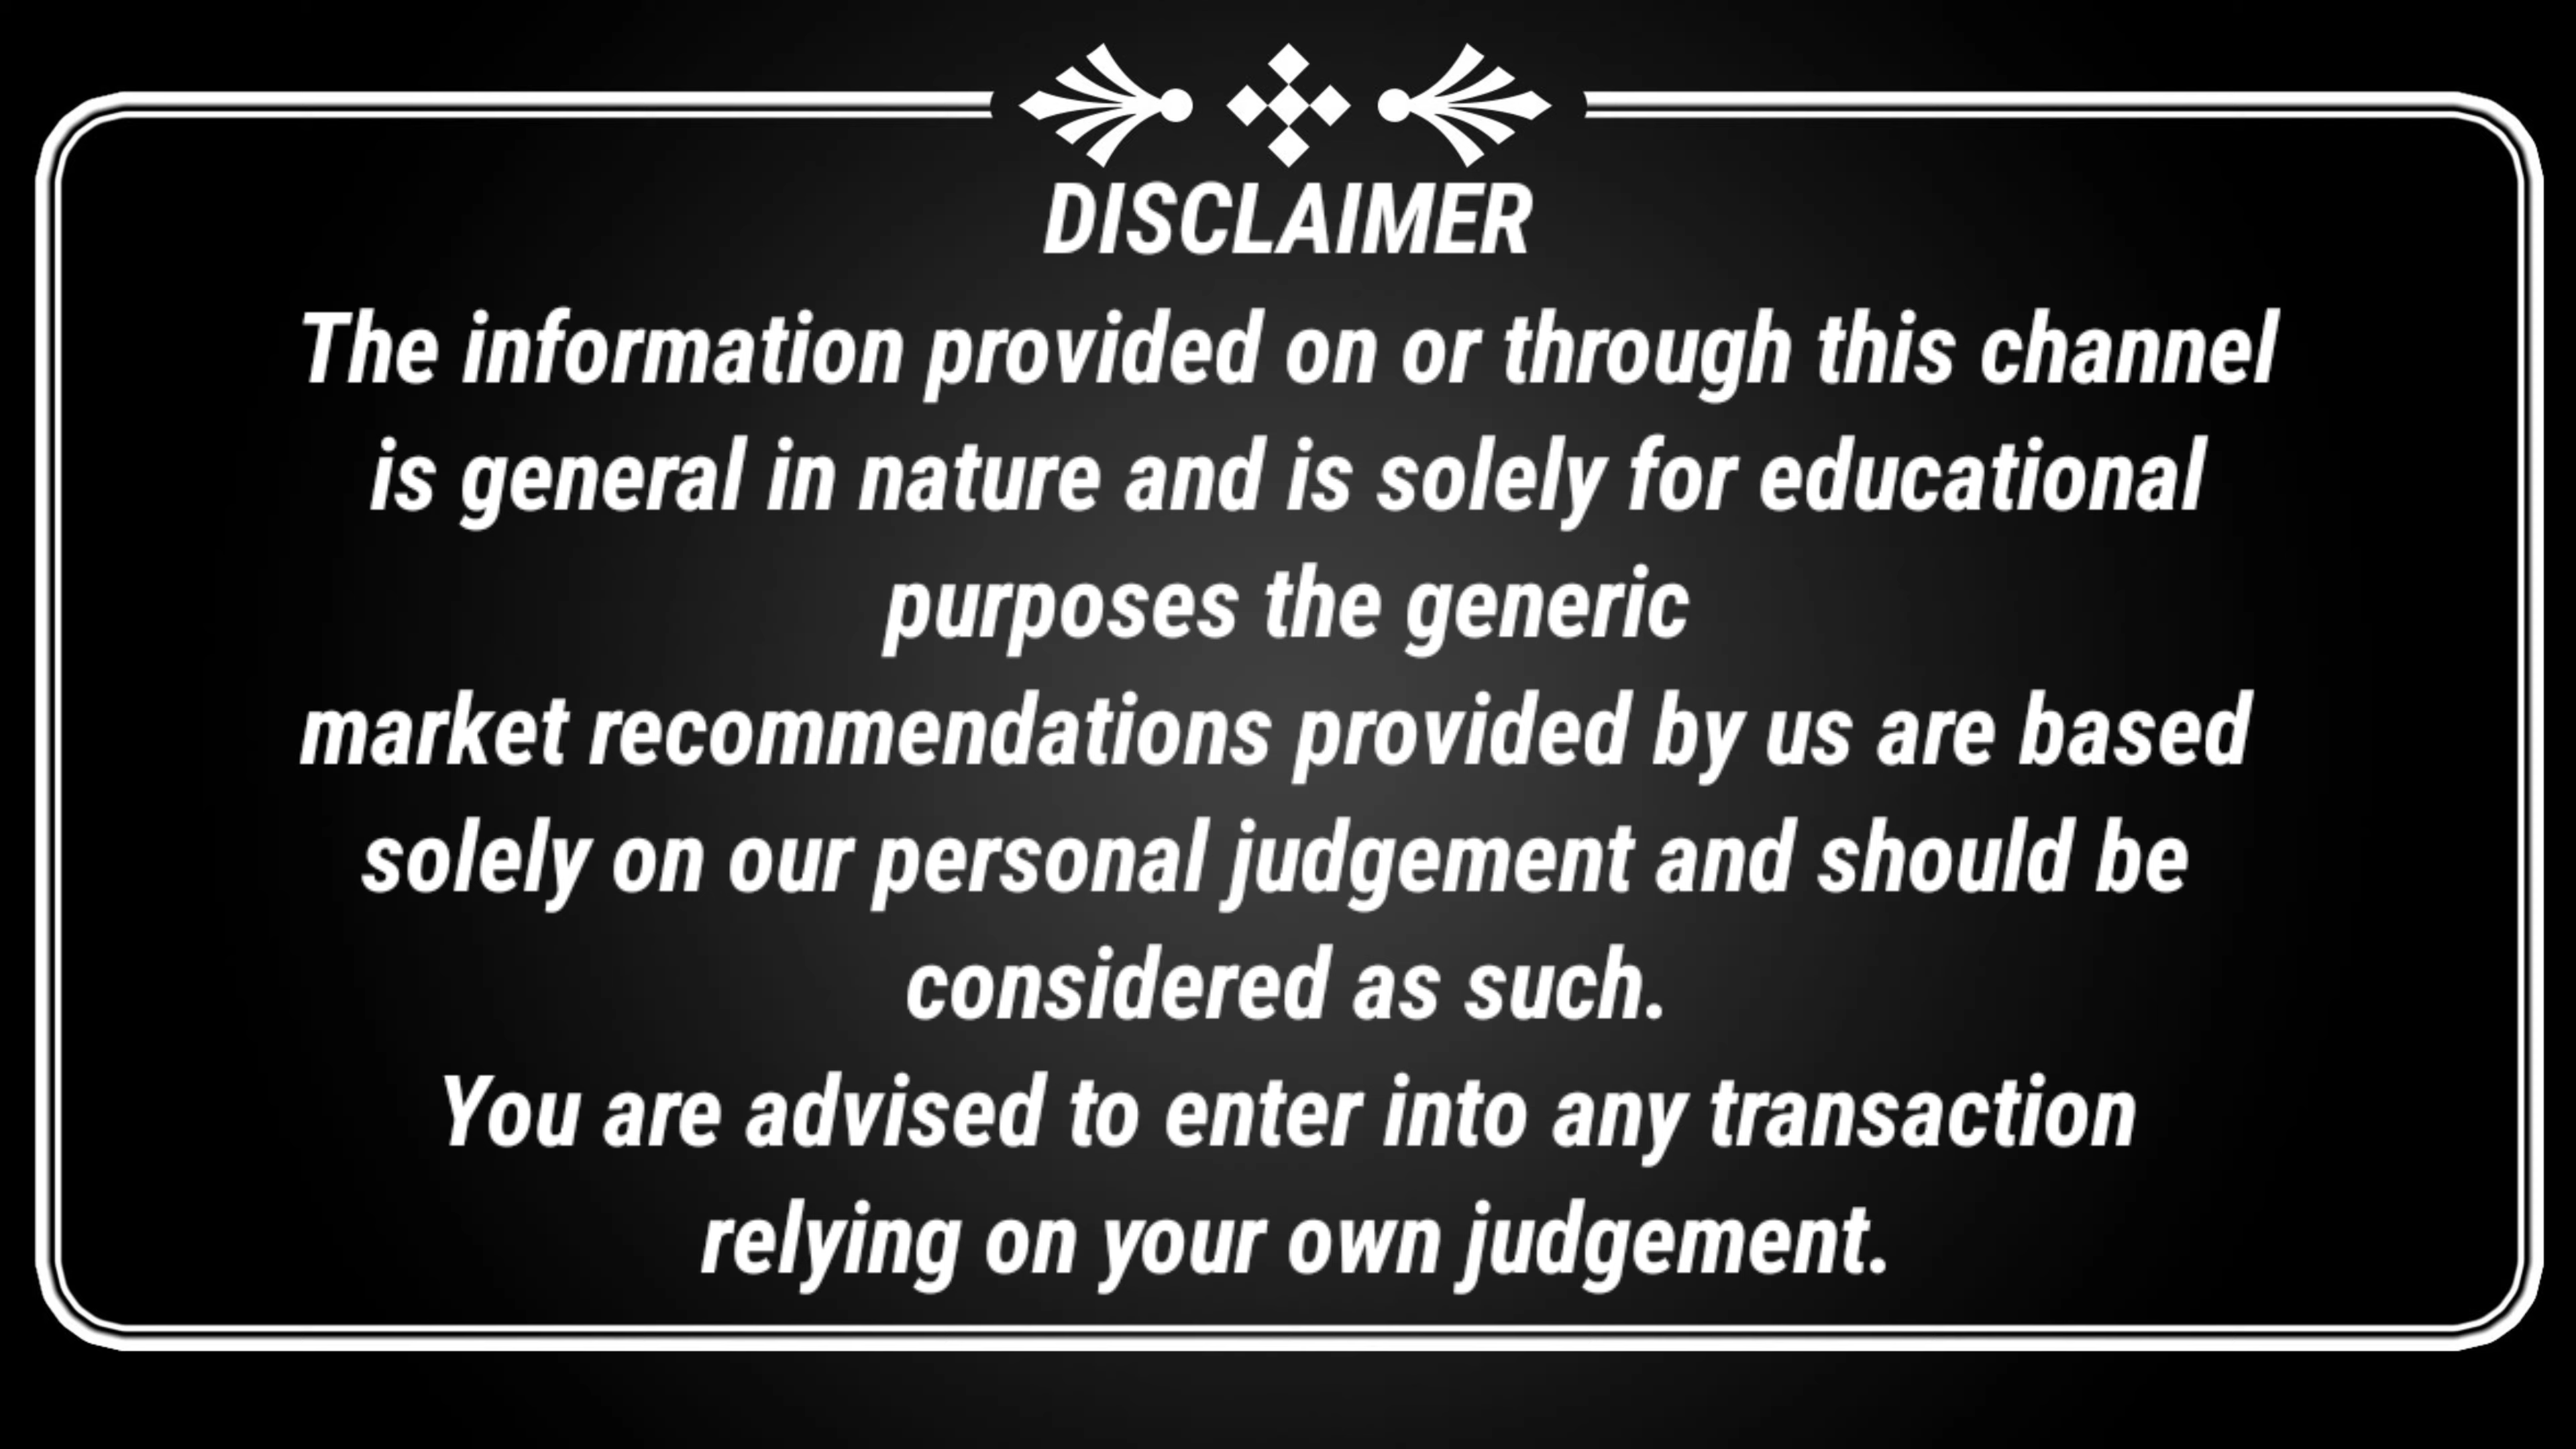 DISCLAIMER
The information provided on or through this channel
is general in nature and is solely for educational
purposes the generic
market recommendations provided by us are based
solely on our personal judgement and should be
considered as such.
You are advised to enter into any transaction
relying on your own judgement.